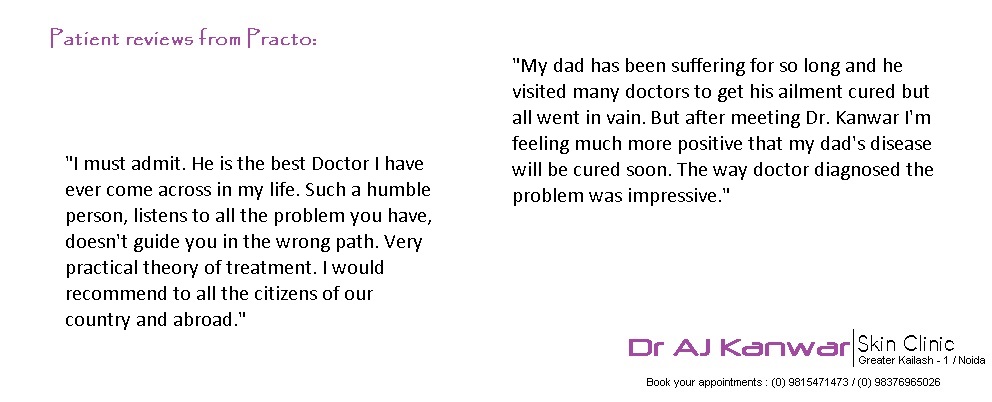 Patient reviews from Practo:
"I must admit. He is the best Doctor I have
ever come across in my life. Such a humble
person, listens to all the problem you have,
doesn't guide you in the wrong path. Very
practical theory of treatment. I would
recommend to all the citizens of our
country and abroad."
"My dad has been suffering for so long and he
visited many doctors to get his ailment cured but
all went in vain. But after meeting Dr. Kanwar I'm
feeling much more positive that my dad's disease
will be cured soon. The way doctor diagnosed the
problem was impressive."
Dr AJ Kanwar
Skin Clinic
Greater Kailash - 1 / Noida
Book your appointments : (0) 9815471473 / (0) 98376965026